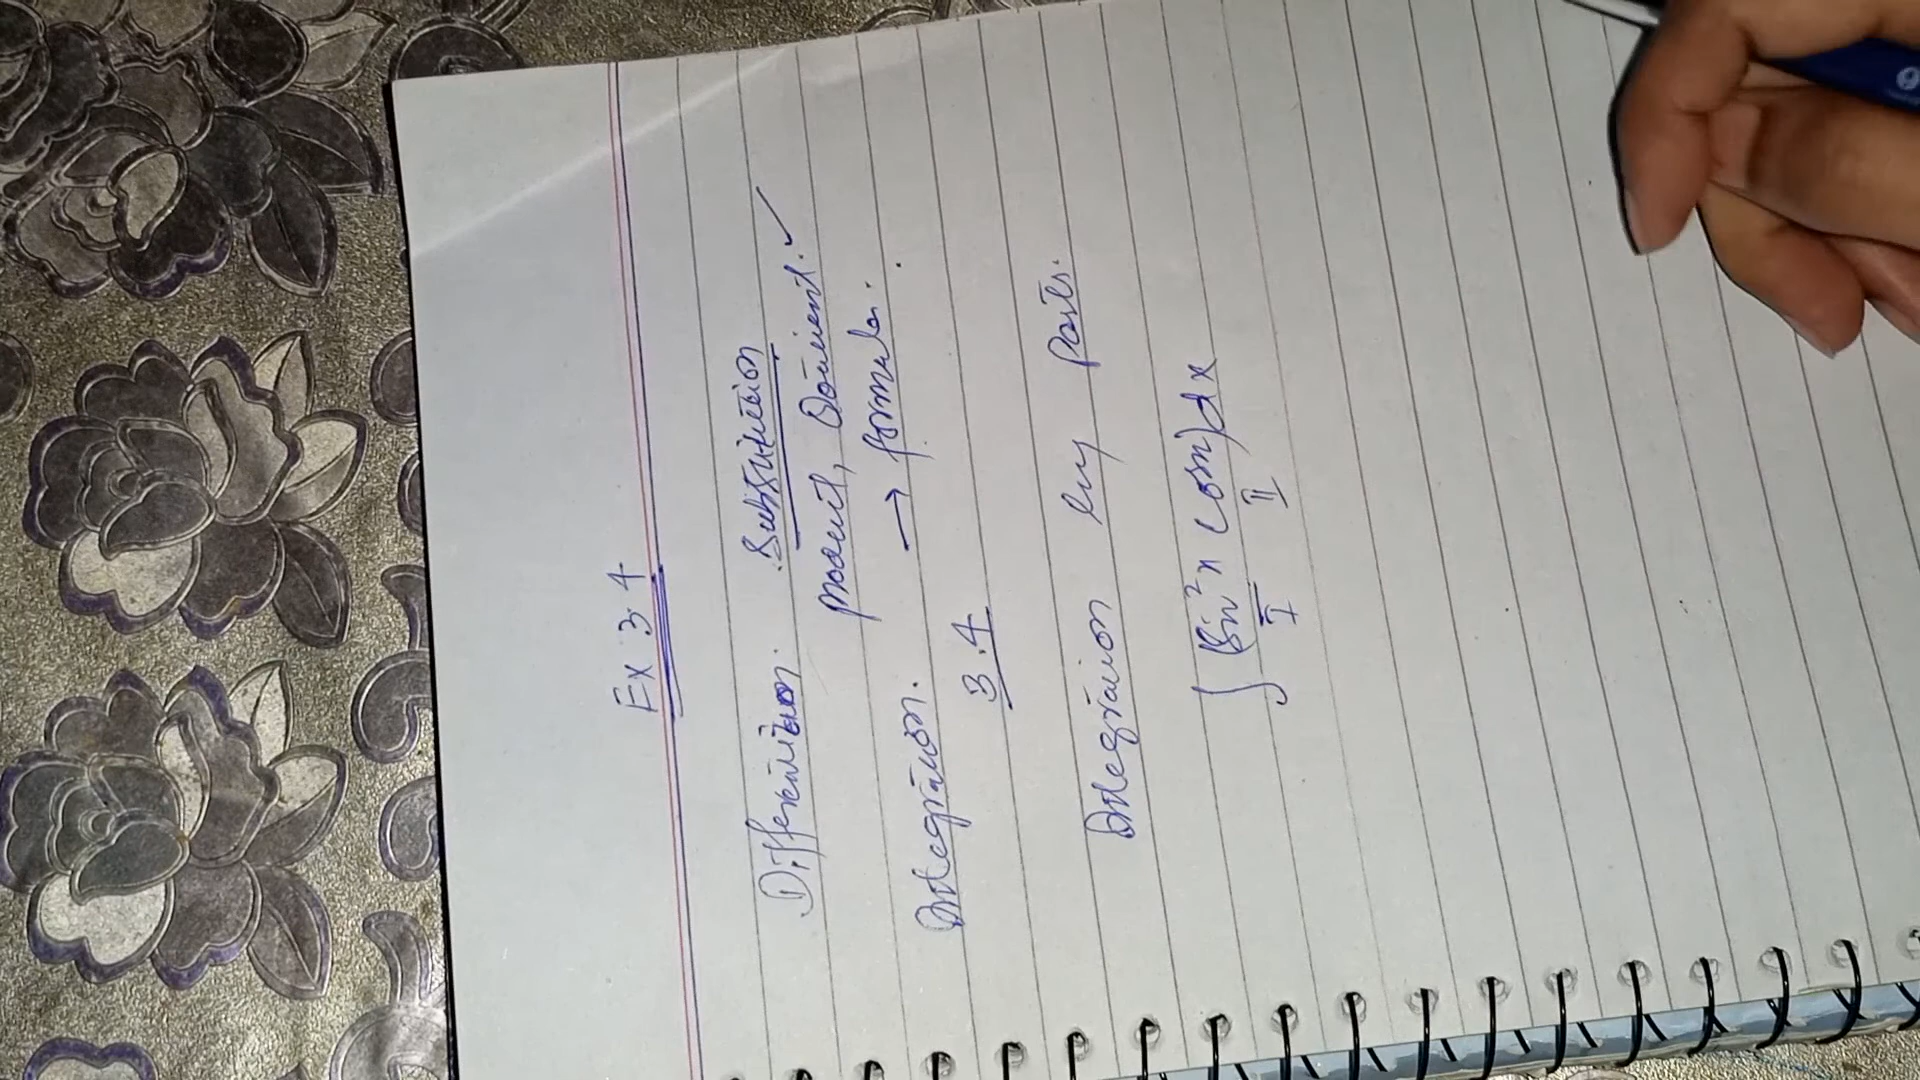 Ex 3.4
Differentiation. Substitution
product, Quotient. ✓
Integration. → formula.
3.4
Integration by parts.
∫ (sin²x cosx) dx
I II